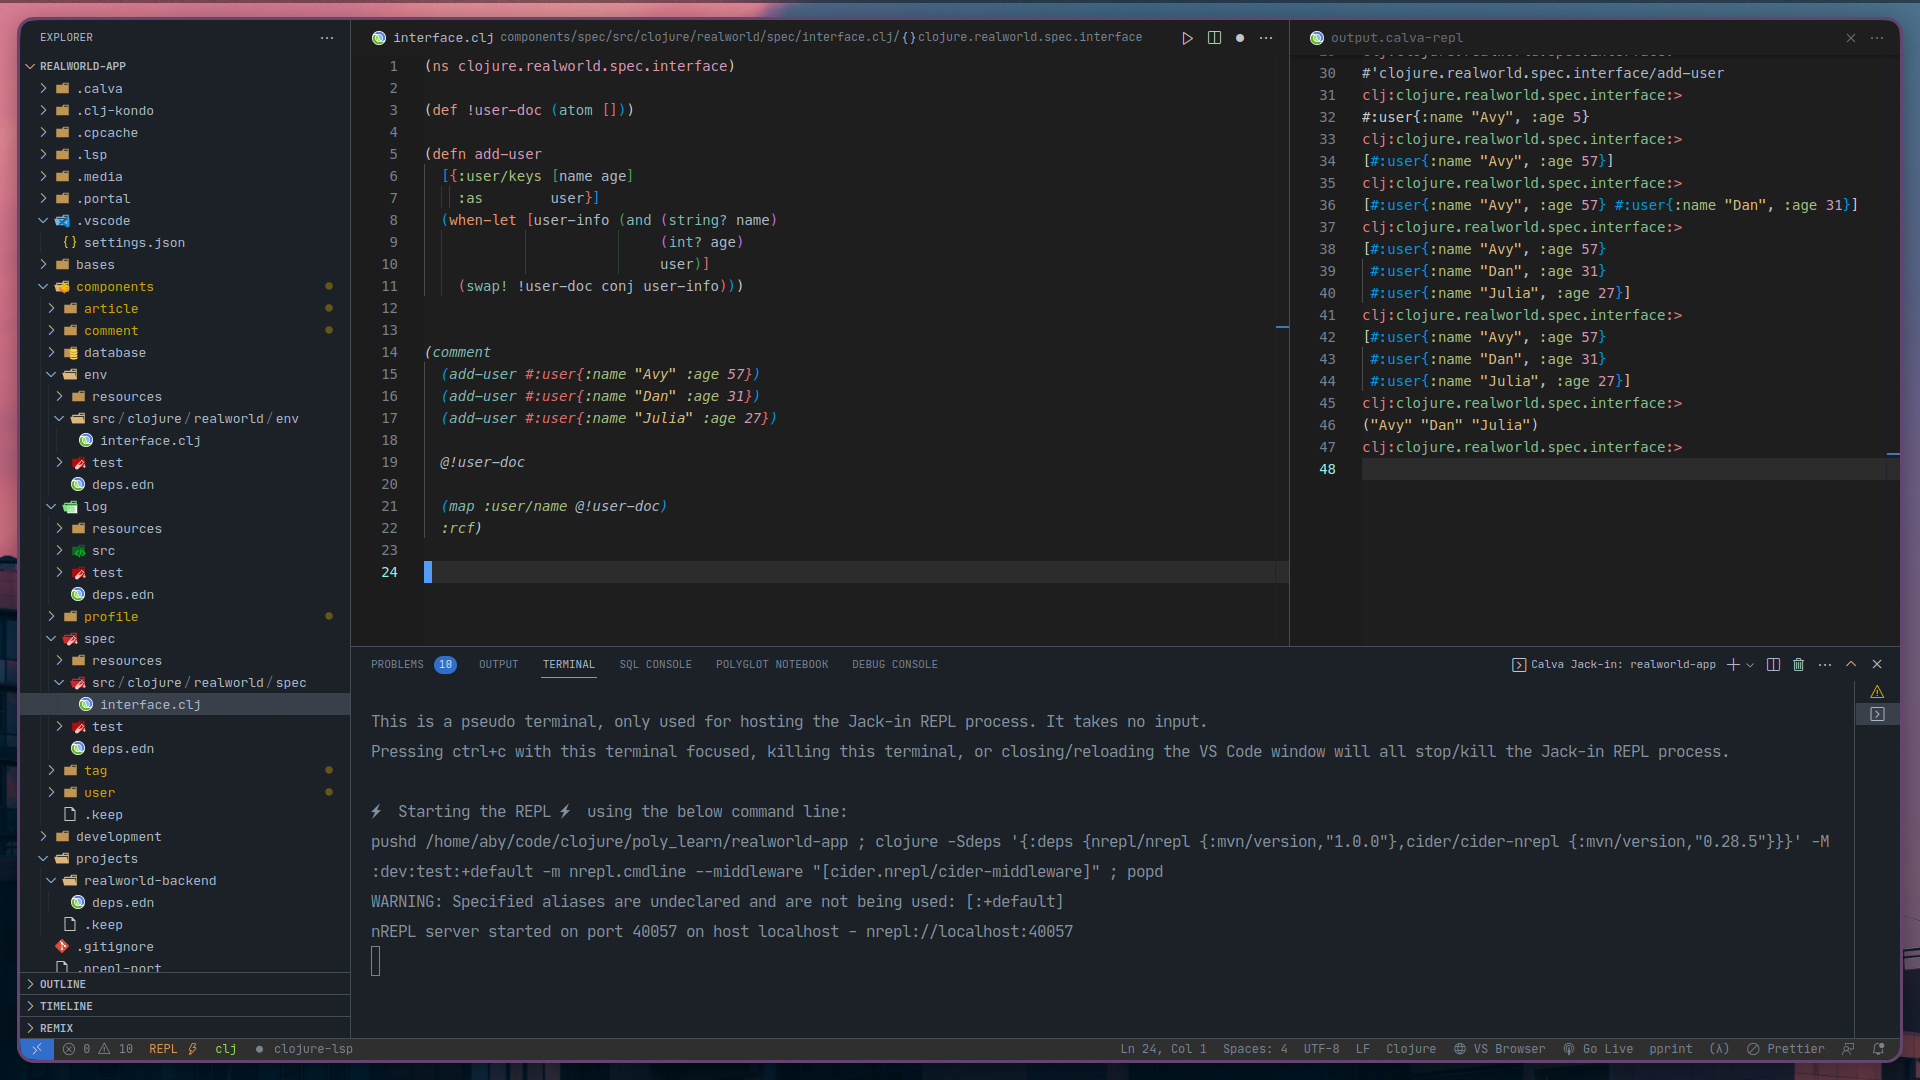 EXPLORER
REALWORLD-APP
.calva
.clj-kondo
.cpcache
.lsp
.media
.portal
.vscode
settings.json
bases
components
article
comment
database
env
resources
src/clojure/realworld/env
interface.clj
test
deps.edn
log
resources
src
test
deps.edn
profile
spec
resources
src/clojure/realworld/spec
interface.clj
test
deps.edn
tag
user
.keep
development
projects
realworld-backend
deps.edn
.keep
.gitignore
.nrepl-port
OUTLINE
TIMELINE
REMIX
interface.clj components/spec/src/clojure/realworld/spec/interface.clj/{}clojure.realworld.spec.interface
1 (ns clojure.realworld.spec.interface)
2
3 (def !user-doc (atom []))
4
5 (defn add-user
6 [{:user/keys [name age]
7 :as user}]
8 (when-let [user-info (and (string? name)
9 (int? age)
10 user)]
11 (swap! !user-doc conj user-info)))
12
13
14 (comment
15 (add-user #:user{:name "Avy" :age 57})
16 (add-user #:user{:name "Dan" :age 31})
17 (add-user #:user{:name "Julia" :age 27})
18
19 @!user-doc
20
21 (map :user/name @!user-doc)
22 :rcf)
23
24
output.calva-repl
30 #'clojure.realworld.spec.interface/add-user
31 clj:clojure.realworld.spec.interface:>
32 #:user{:name "Avy", :age 5}
33 clj:clojure.realworld.spec.interface:>
34 [#:user{:name "Avy", :age 57}]
35 clj:clojure.realworld.spec.interface:>
36 [#:user{:name "Avy", :age 57} #:user{:name "Dan", :age 31}]
37 clj:clojure.realworld.spec.interface:>
38 [#:user{:name "Avy", :age 57}
39 #:user{:name "Dan", :age 31}
40 #:user{:name "Julia", :age 27}]
41 clj:clojure.realworld.spec.interface:>
42 [#:user{:name "Avy", :age 57}
43 #:user{:name "Dan", :age 31}
44 #:user{:name "Julia", :age 27}]
45 clj:clojure.realworld.spec.interface:>
46 ("Avy" "Dan" "Julia")
47 clj:clojure.realworld.spec.interface:>
48
PROBLEMS 10 OUTPUT TERMINAL SQL CONSOLE POLYGLOT NOTEBOOK DEBUG CONSOLE
Calva Jack-in: realworld-app
This is a pseudo terminal, only used for hosting the Jack-in REPL process. It takes no input.
Pressing ctrl+c with this terminal focused, killing this terminal, or closing/reloading the VS Code window will all stop/kill the Jack-in REPL process.
⚡ Starting the REPL ⚡ using the below command line:
pushd /home/aby/code/clojure/poly_learn/realworld-app ; clojure -Sdeps '{:deps {nrepl/nrepl {:mvn/version,"1.0.0"},cider/cider-nrepl {:mvn/version,"0.28.5"}}}' -M
:dev:test:+default -m nrepl.cmdline --middleware "[cider.nrepl/cider-middleware]" ; popd
WARNING: Specified aliases are undeclared and are not being used: [:+default]
nREPL server started on port 40057 on host localhost - nrepl://localhost:40057
0 10 REPL ⚡ clj ● clojure-lsp
Ln 24, Col 1 Spaces: 4 UTF-8 LF Clojure VS Browser Go Live pprint (λ) Prettier